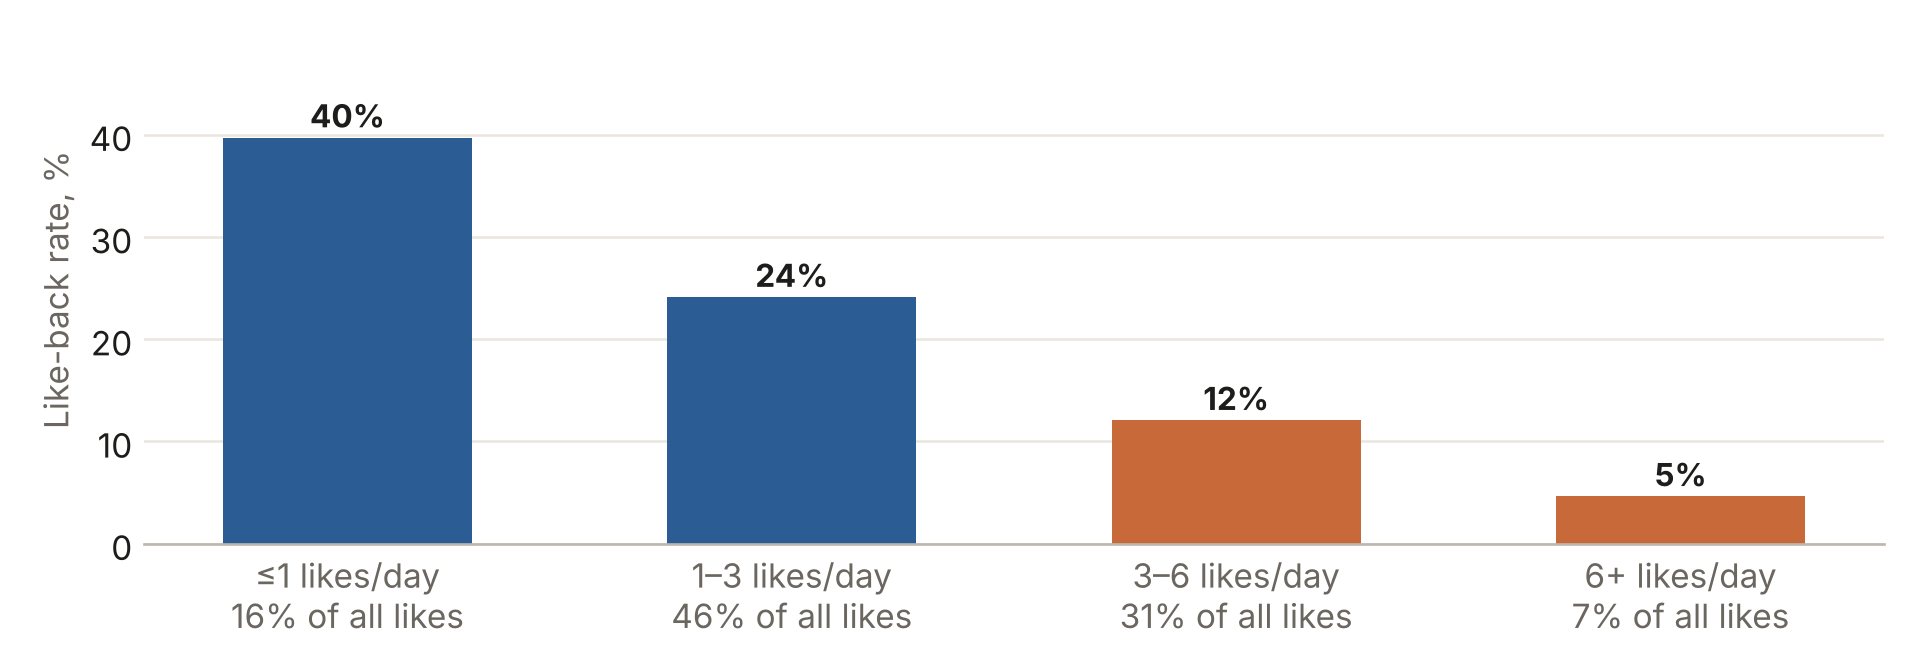 Like-back rate, %
40
30
20
10
0
40%
24%
12%
5%
≤1 likes/day
16% of all likes
1–3 likes/day
46% of all likes
3–6 likes/day
31% of all likes
6+ likes/day
7% of all likes